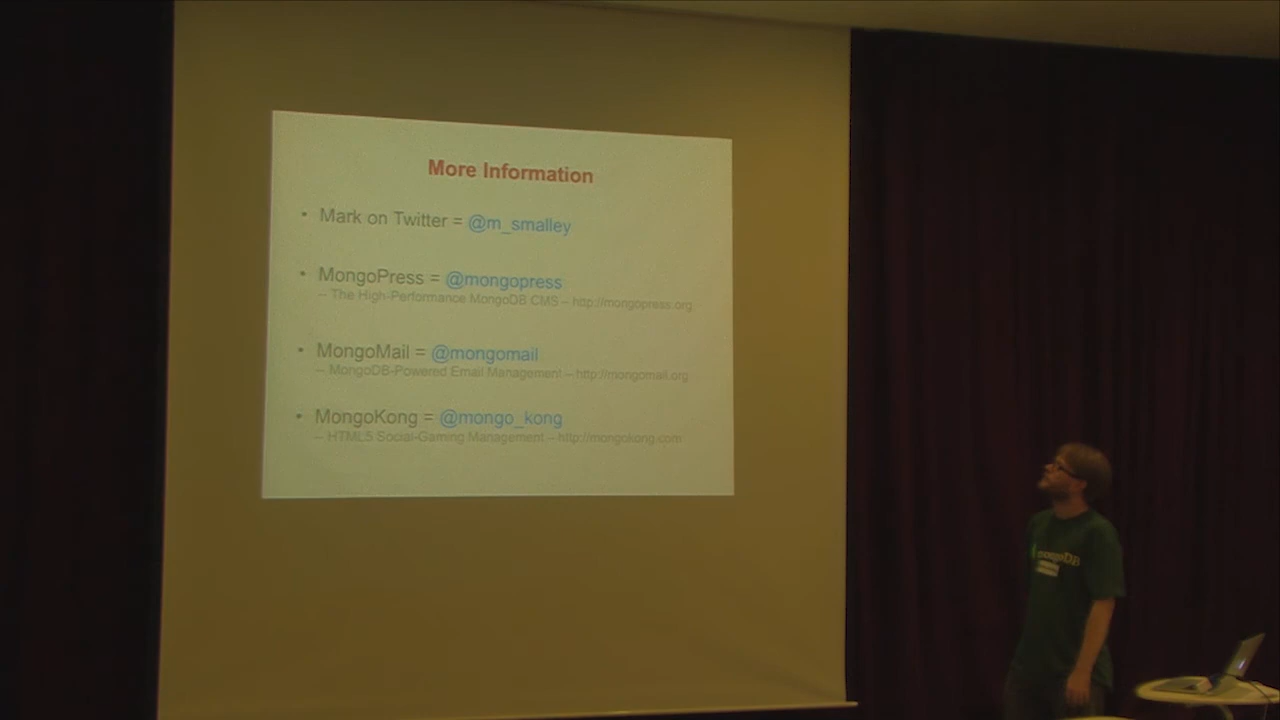 More Information
• Mark on Twitter = @m_smalley
• MongoPress = @mongopress
– The High-Performance MongoDB CMS – http://mongopress.org
• MongoMail = @mongomail
– MongoDB-Powered Email Management – http://mongomail.org
• MongoKong = @mongo_kong
– HTML5 Social-Gaming Management – http://mongokong.com
mongoDB